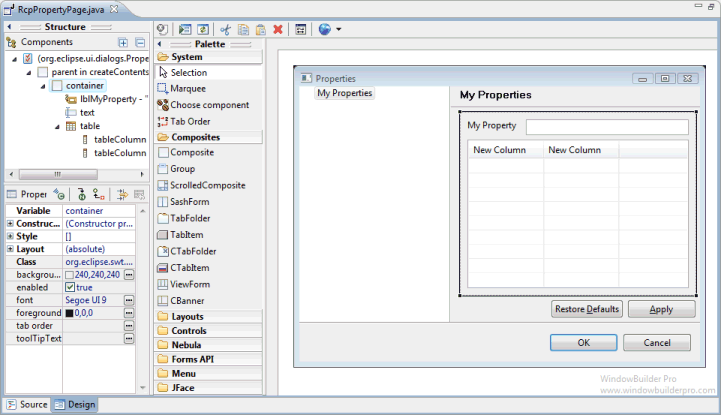 RcpPropertyPage.java
Structure
Components
(org.eclipse.ui.dialogs.Prope
parent in createContents
container
lblMyProperty - "
text
table
tableColumn
tableColumn
Proper
Variable container
Construc... (Constructor pr...
Style []
Layout (absolute)
Class org.eclipse.swt....
backgrou... 240,240,240 ...
enabled true
font Segoe UI 9 ...
foreground 0,0,0 ...
tab order ...
toolTipText ...
Source Design
Palette
System
Selection
Marquee
Choose component
Tab Order
Composites
Composite
Group
ScrolledComposite
SashForm
TabFolder
TabItem
CTabFolder
CTabItem
ViewForm
CBanner
Layouts
Controls
Nebula
Forms API
Menu
JFace
Properties
My Properties
My Properties
My Property
New Column New Column
Restore Defaults Apply
OK Cancel
WindowBuilder Pro
www.windowbuilderpro.com